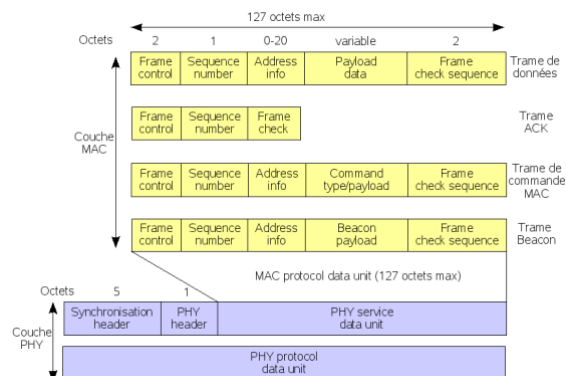 127 octets max
Octets 2 1 0-20 variable 2
Frame control Sequence number Address info Payload data Frame check sequence Trame de données
Frame control Sequence number Frame check Trame ACK
Couche MAC
Frame control Sequence number Address info Command type/payload Frame check sequence Trame de commande MAC
Frame control Sequence number Address info Beacon payload Frame check sequence Trame Beacon
MAC protocol data unit (127 octets max)
Octets 5 1
Synchronisation header PHY header PHY service data unit
Couche PHY
PHY protocol data unit